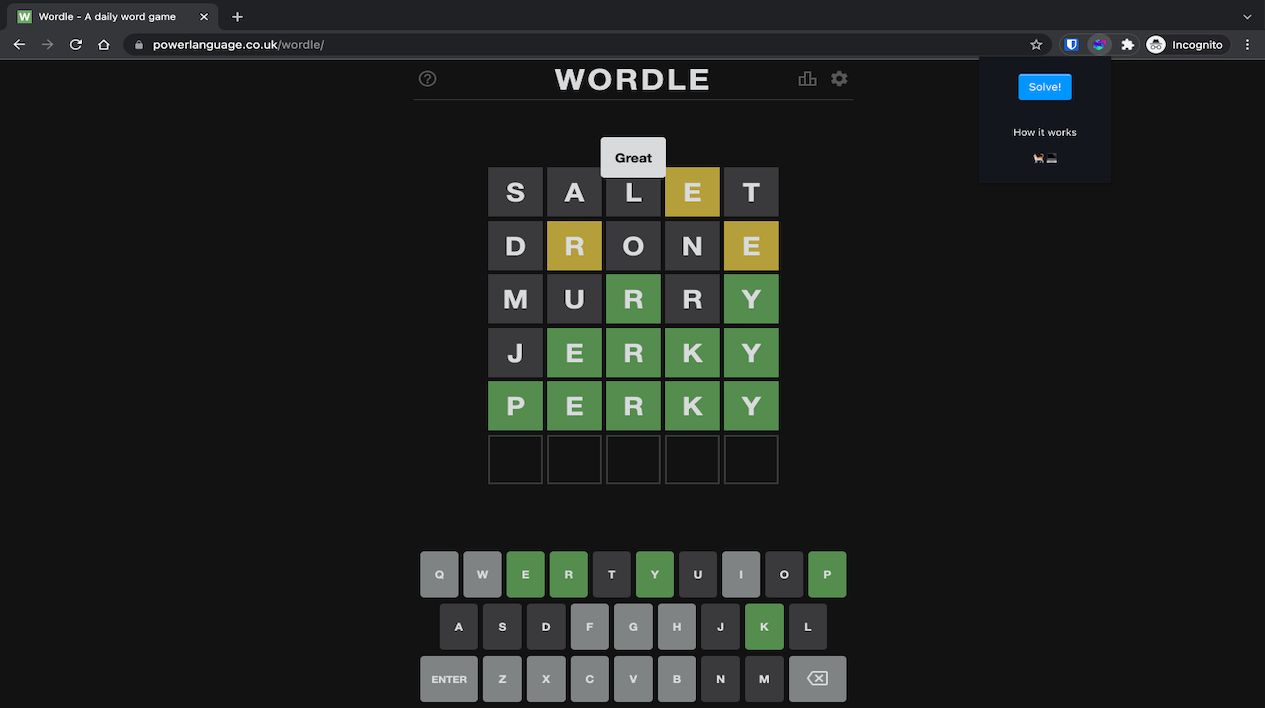 W Wordle - A daily word game
powerlanguage.co.uk/wordle/
Incognito
WORDLE
Solve!
How it works
Great
S A L E T
D R O N E
M U R R Y
J E R K Y
P E R K Y
Q W E R T Y U I O P
A S D F G H J K L
ENTER Z X C V B N M